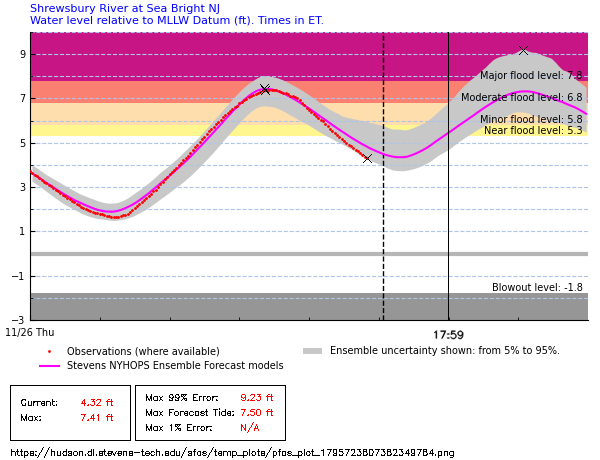 Shrewsbury River at Sea Bright NJ
Water level relative to MLLW Datum (ft). Times in ET.
9
7
5
3
1
−1
−3
Major flood level: 7.8
Moderate flood level: 6.8
Minor flood level: 5.8
Near flood level: 5.3
Blowout level: -1.8
11/26 Thu
17:59
Observations (where available)
Stevens NYHOPS Ensemble Forecast models
Ensemble uncertainty shown: from 5% to 95%.
Current: 4.32 ft
Max: 7.41 ft
Max 99% Error: 9.23 ft
Max Forecast Tide: 7.50 ft
Max 1% Error: N/A
https://hudson.dl.stevens-tech.edu/sfas/temp_plots/pfas_plot_1795723807382349784.png